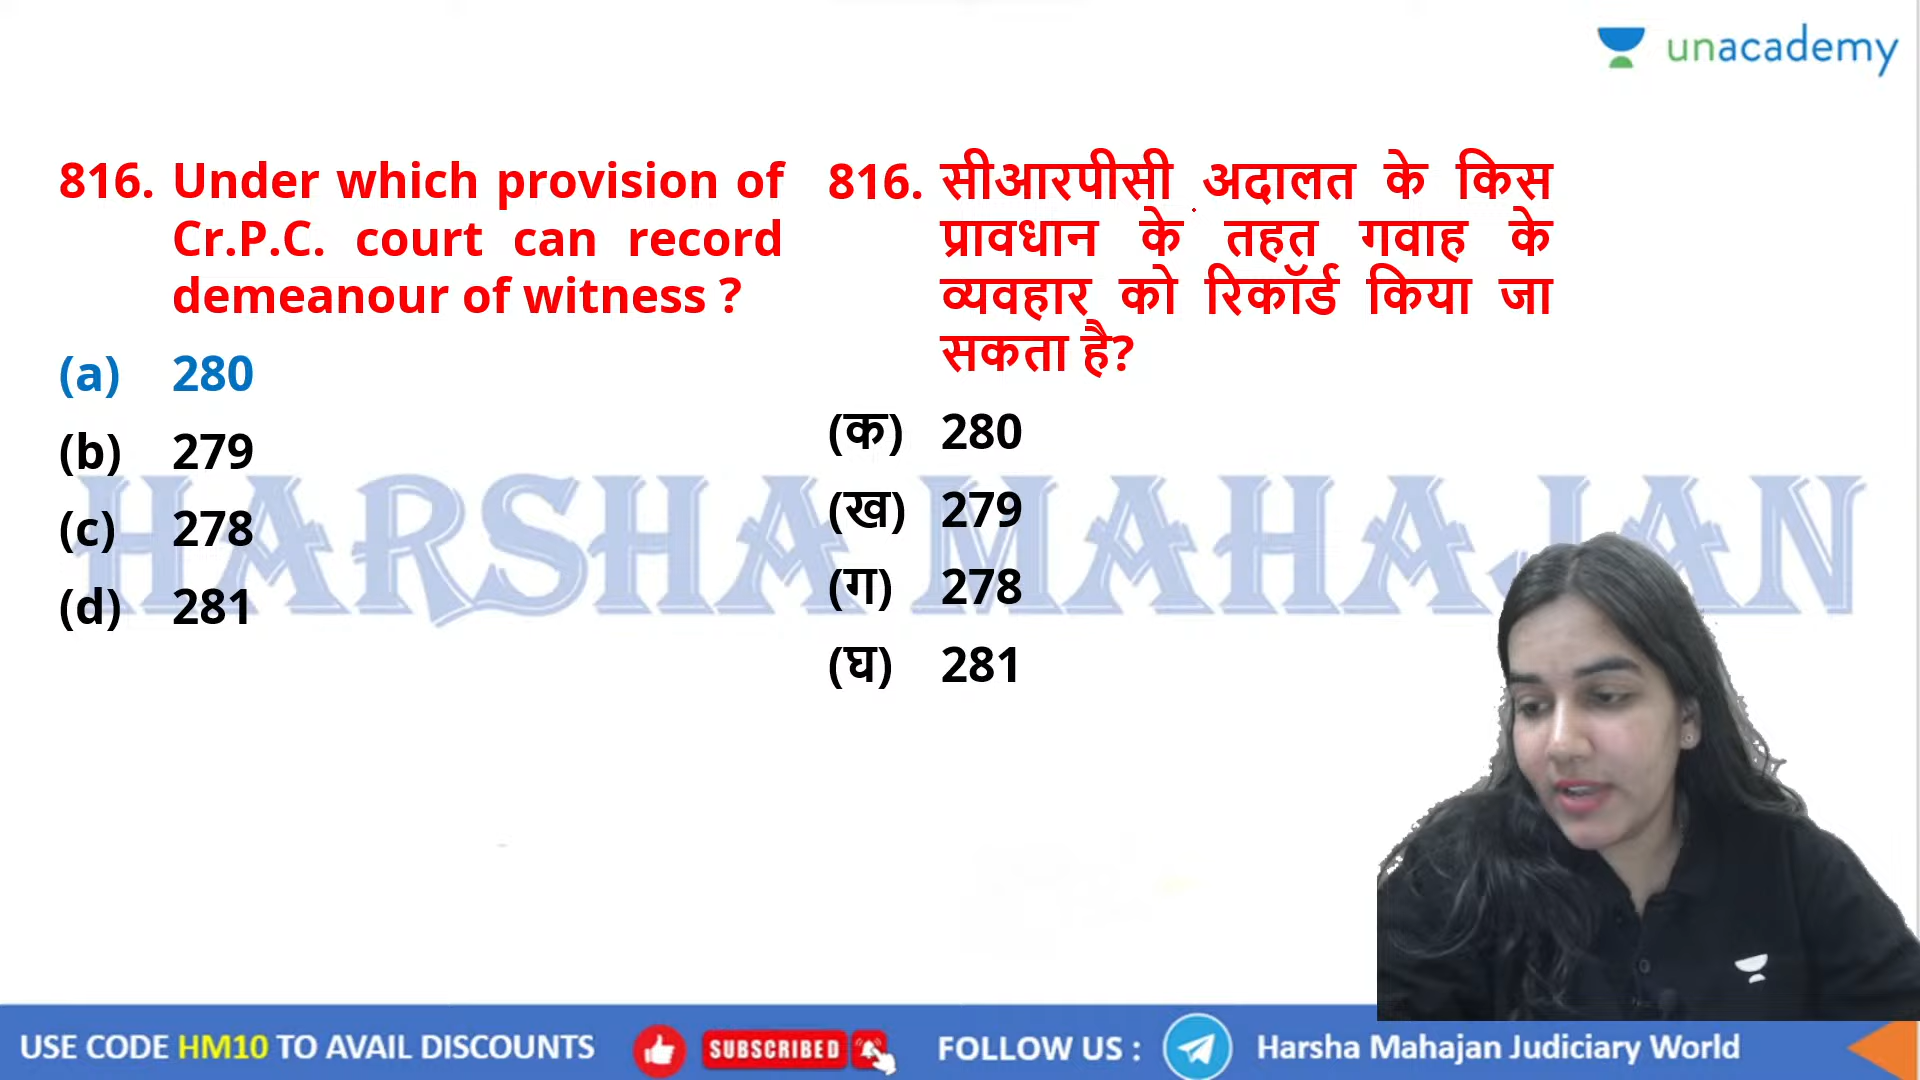 unacademy
816. Under which provision of
Cr.P.C. court can record
demeanour of witness ?
(a) 280
(b) 279
(c) 278
(d) 281
816. सीआरपीसी अदालत के किस
प्रावधान के तहत गवाह के
व्यवहार को रिकॉर्ड किया जा
सकता है?
(क) 280
(ख) 279
(ग) 278
(घ) 281
HARSHA MAHAJAN
USE CODE HM10 TO AVAIL DISCOUNTS
SUBSCRIBED
FOLLOW US :
Harsha Mahajan Judiciary World